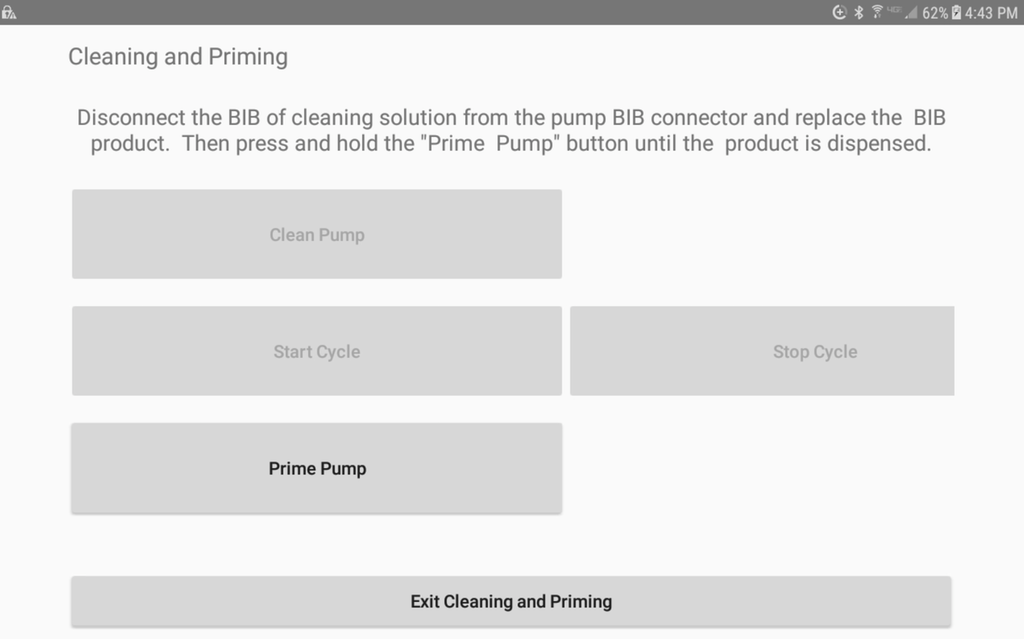 62% 4:43 PM
Cleaning and Priming
Disconnect the BIB of cleaning solution from the pump BIB connector and replace the  BIB
product.  Then press and hold the "Prime  Pump" button until the  product is dispensed.
Clean Pump
Start Cycle
Stop Cycle
Prime Pump
Exit Cleaning and Priming